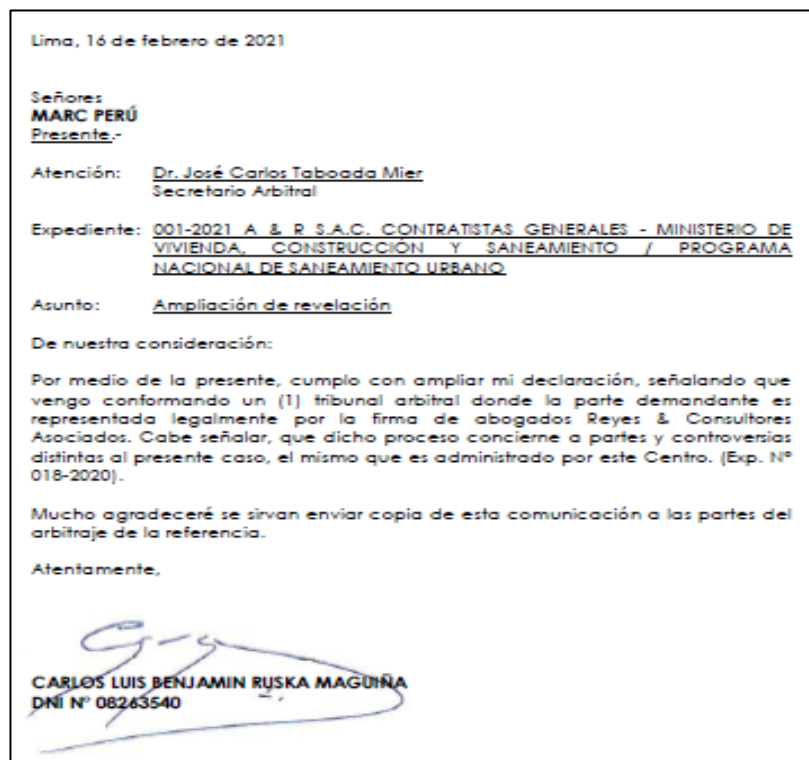 Lima, 16 de febrero de 2021
Señores
MARC PERÚ
Presente.-
Atención: Dr. José Carlos Taboada Mier
Secretario Arbitral
Expediente: 001-2021 A & R S.A.C. CONTRATISTAS GENERALES - MINISTERIO DE
VIVIENDA, CONSTRUCCIÓN Y SANEAMIENTO / PROGRAMA
NACIONAL DE SANEAMIENTO URBANO
Asunto: Ampliación de revelación
De nuestra consideración:
Por medio de la presente, cumplo con ampliar mi declaración, señalando que
vengo conformando un (1) tribunal arbitral donde la parte demandante es
representada legalmente por la firma de abogados Reyes & Consultores
Asociados. Cabe señalar, que dicho proceso concierne a partes y controversias
distintas al presente caso, el mismo que es administrado por este Centro. (Exp. Nº
018-2020).
Mucho agradeceré se sirvan enviar copia de esta comunicación a las partes del
arbitraje de la referencia.
Atentamente,
CARLOS LUIS BENJAMIN RUSKA MAGUIÑA
DNI Nº 08263540